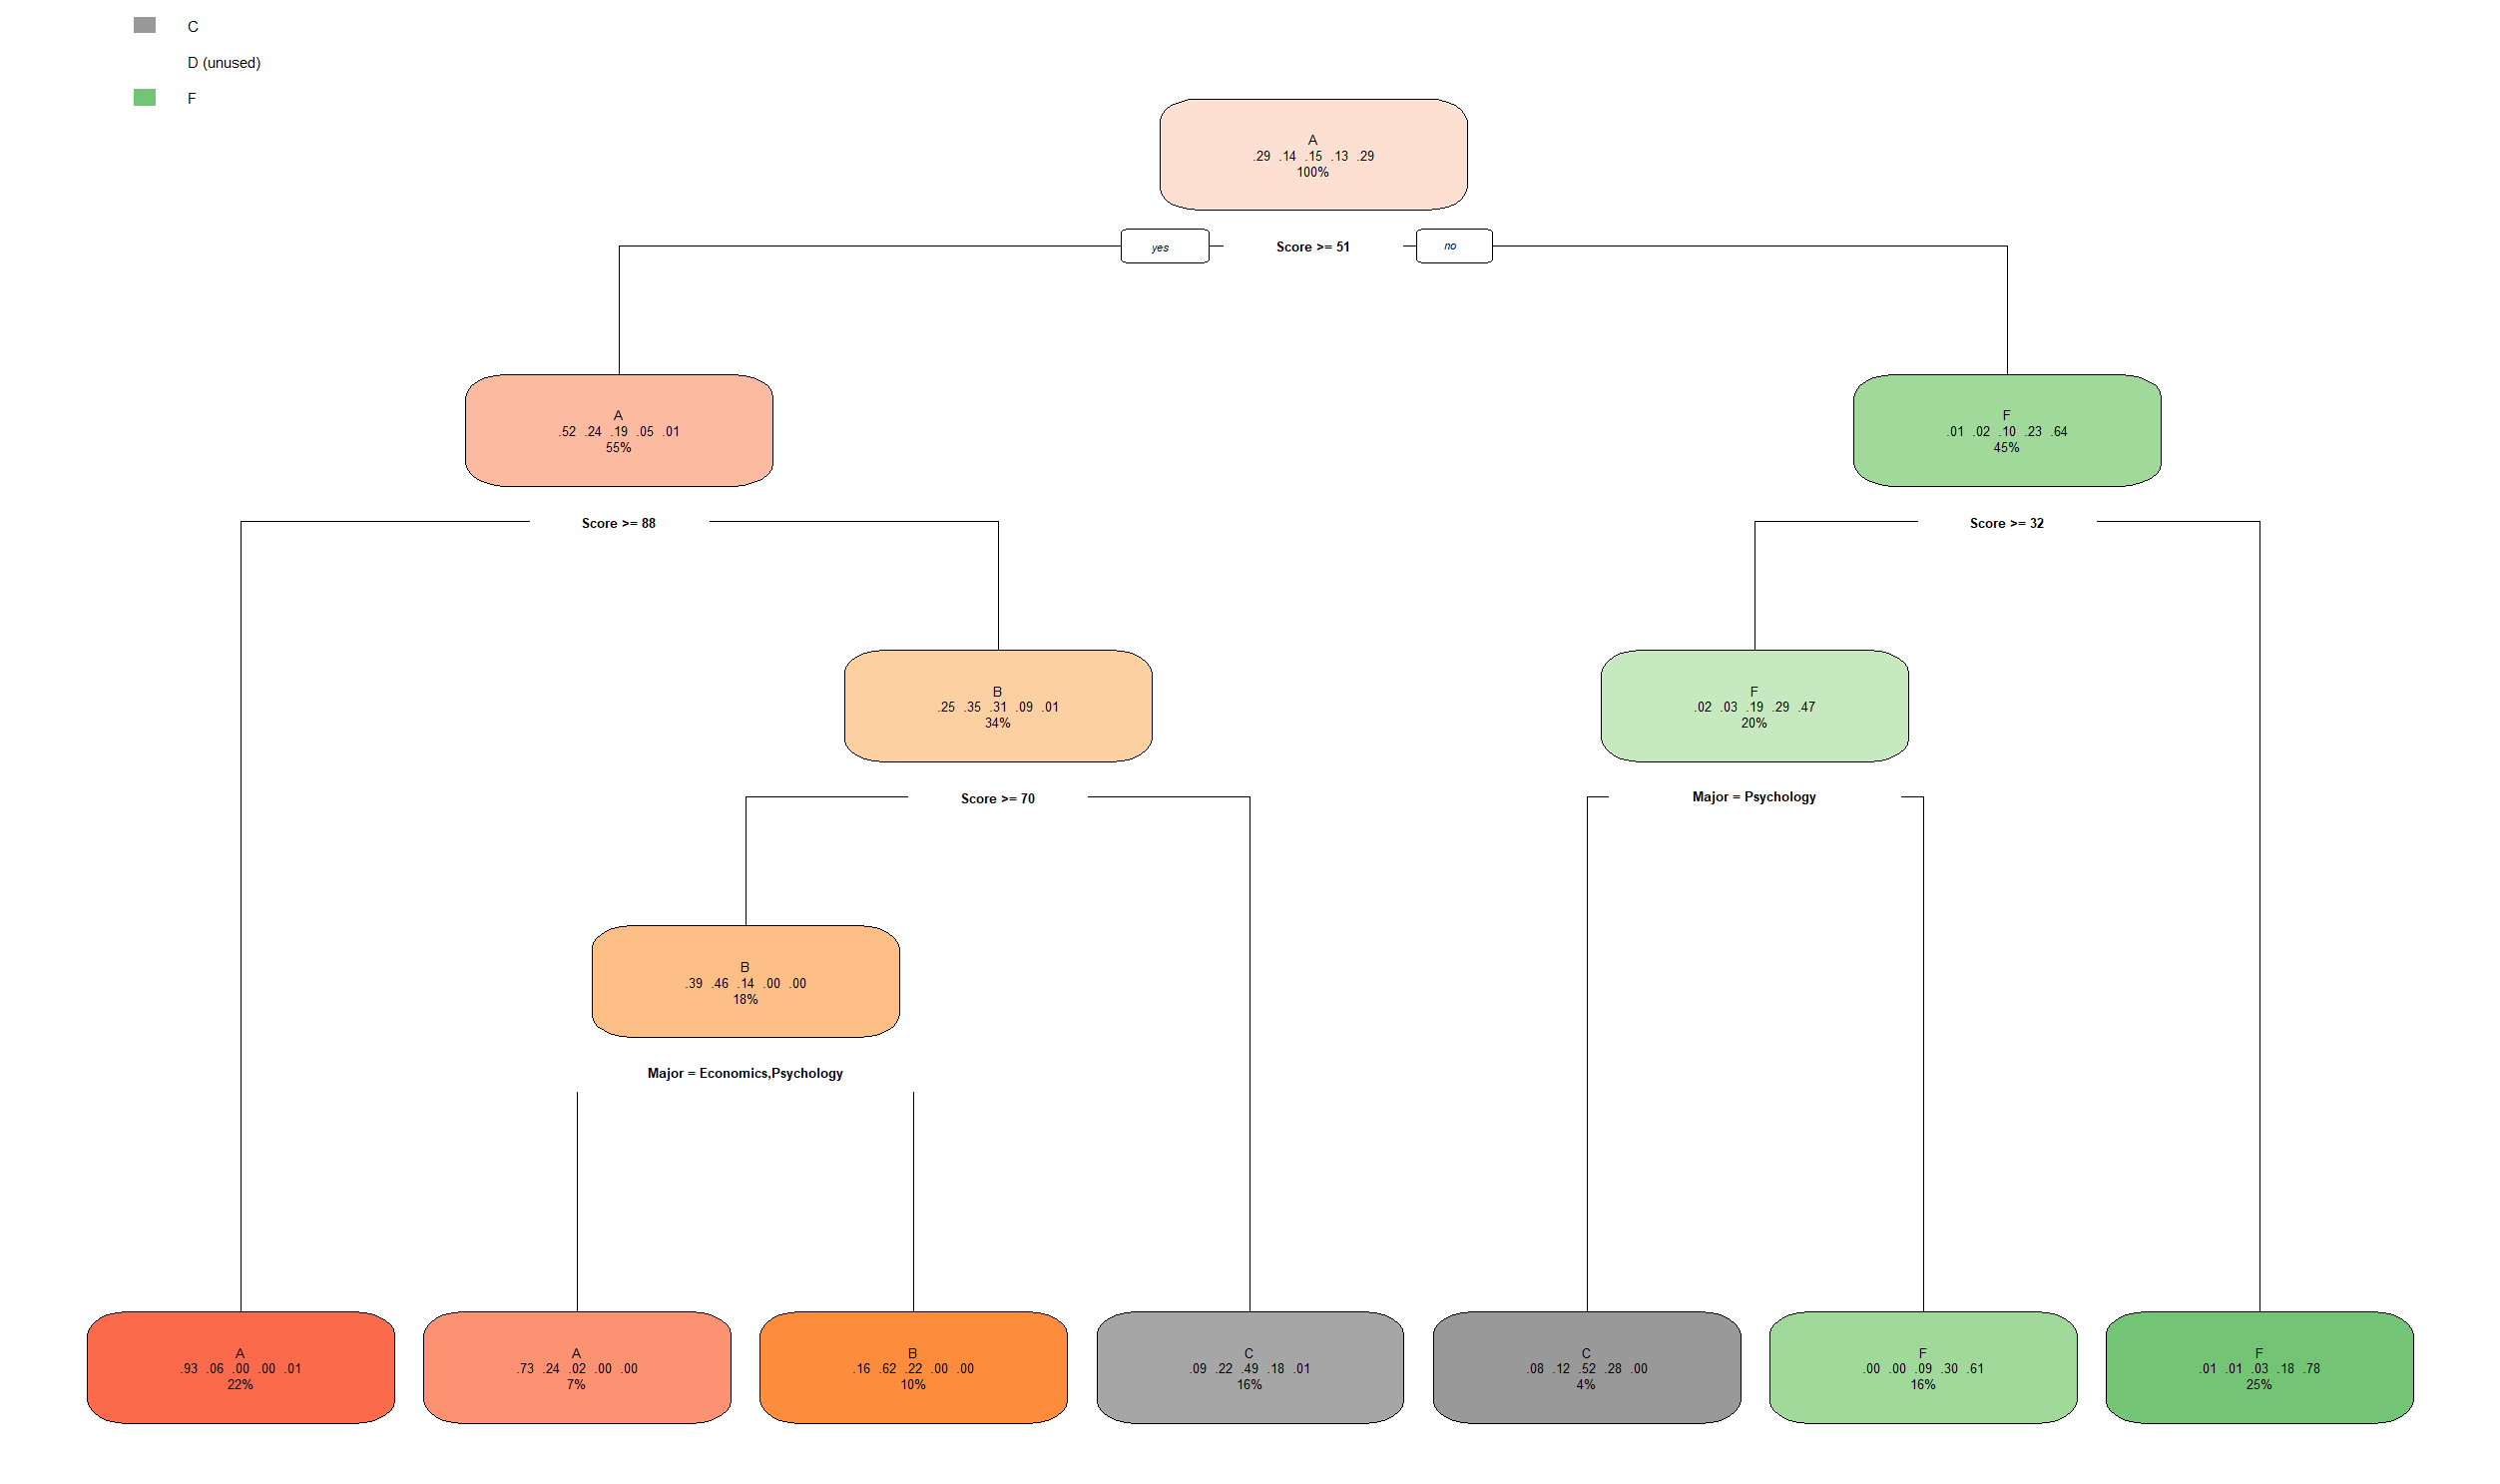 C
D (unused)
F
A
.29 .14 .15 .13 .29
100%
yes
Score >= 51
no
A
.52 .24 .19 .05 .01
55%
F
.01 .02 .10 .23 .64
45%
Score >= 88
Score >= 32
B
.25 .35 .31 .09 .01
34%
F
.02 .03 .19 .29 .47
20%
Score >= 70
Major = Psychology
B
.39 .46 .14 .00 .00
18%
Major = Economics,Psychology
A
.93 .06 .00 .00 .01
22%
A
.73 .24 .02 .00 .00
7%
B
.16 .62 .22 .00 .00
10%
C
.09 .22 .49 .18 .01
16%
C
.08 .12 .52 .28 .00
4%
F
.00 .00 .09 .30 .61
16%
F
.01 .01 .03 .18 .78
25%